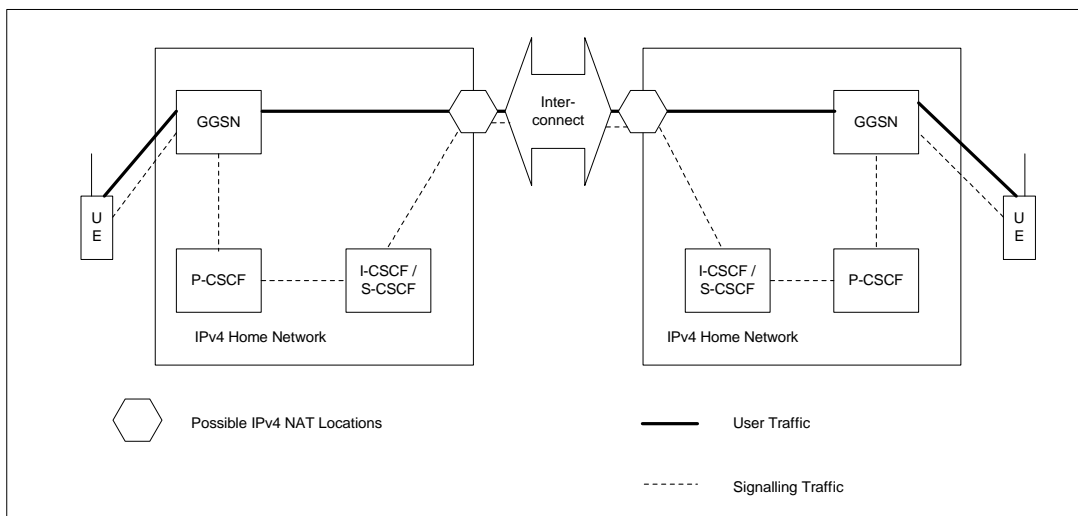 Inter-
connect
GGSN
GGSN
U
E
U
E
P-CSCF
I-CSCF /
S-CSCF
I-CSCF /
S-CSCF
P-CSCF
IPv4 Home Network
IPv4 Home Network
Possible IPv4 NAT Locations
User Traffic
Signalling Traffic